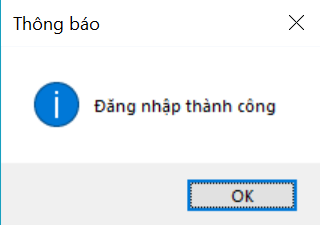 Thông báo
Đăng nhập thành công
OK